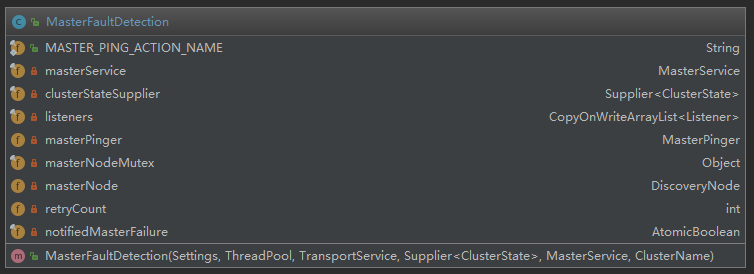 MasterFaultDetection
MASTER_PING_ACTION_NAME String
masterService MasterService
clusterStateSupplier Supplier<ClusterState>
listeners CopyOnWriteArrayList<Listener>
masterPinger MasterPinger
masterNodeMutex Object
masterNode DiscoveryNode
retryCount int
notifiedMasterFailure AtomicBoolean
MasterFaultDetection(Settings, ThreadPool, TransportService, Supplier<ClusterState>, MasterService, ClusterName)